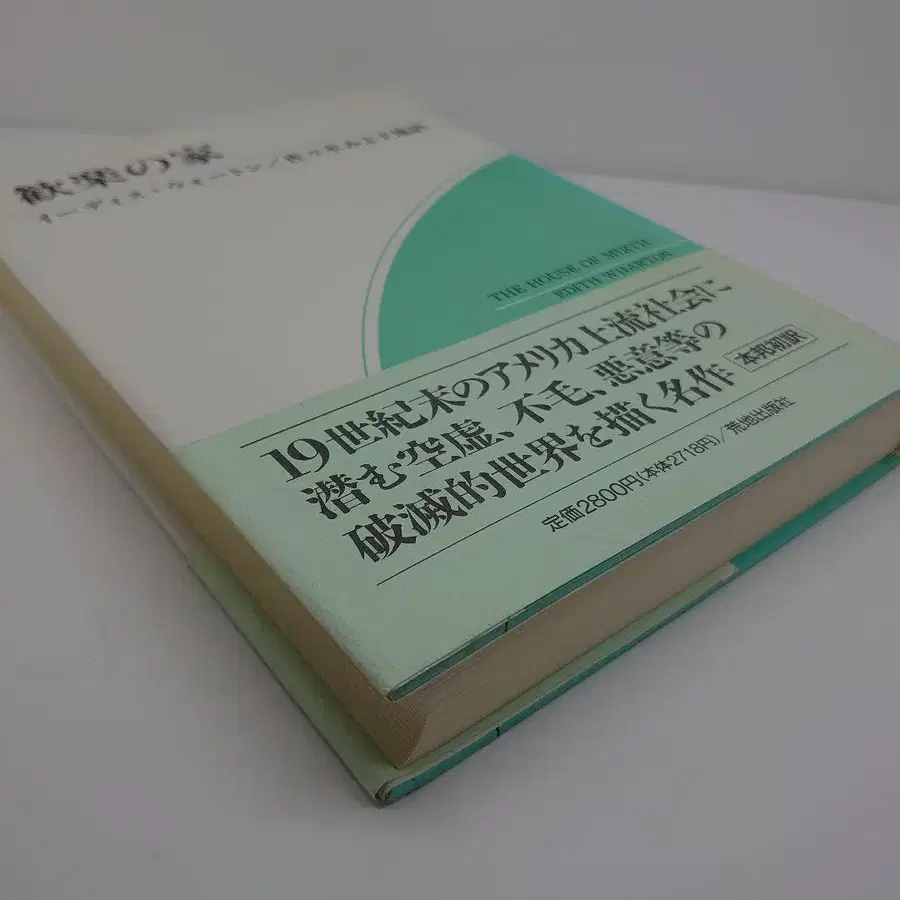 歓楽の家
イーディス・ウォートン/佐々木みよ子他訳
THE HOUSE OF MIRTH
EDITH WHARTON
19世紀末のアメリカ上流社会に
潜む空虚、不毛、悪意等の
破滅的世界を描く名作 本邦初訳
定価2800円(本体2718円)/荒地出版社